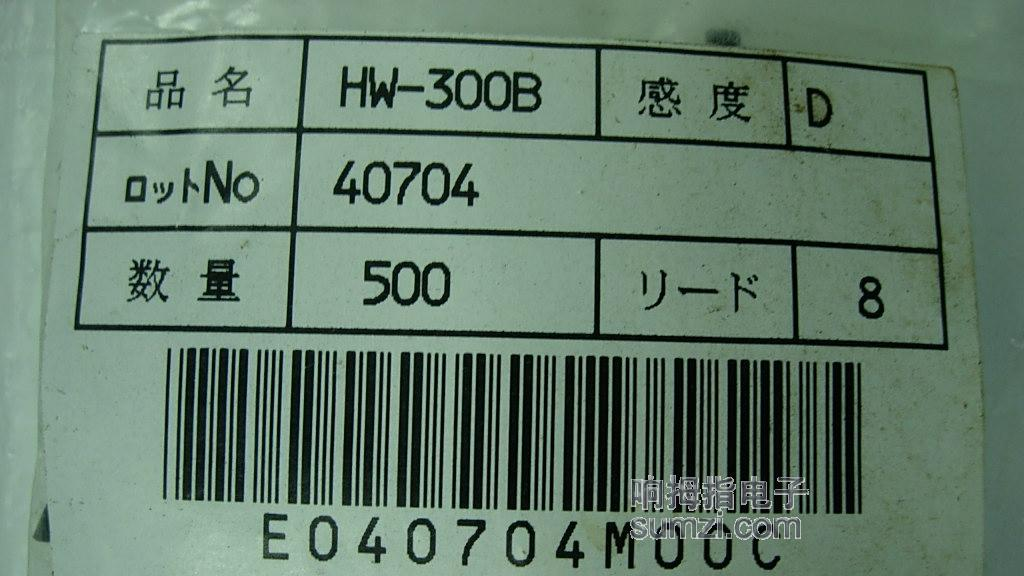 品名 HW-300B 感度 D
ロットNo 40704
数量 500 リード 8
E040704M00C
响拇指电子
sumzi.com